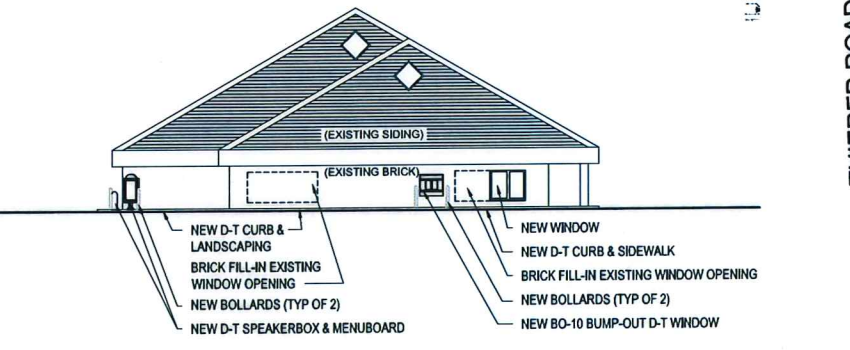 (EXISTING SIDING)
(EXISTING BRICK)
NEW D-T CURB &
LANDSCAPING
BRICK FILL-IN EXISTING
WINDOW OPENING
NEW BOLLARDS (TYP OF 2)
NEW D-T SPEAKERBOX & MENUBOARD
NEW WINDOW
NEW D-T CURB & SIDEWALK
BRICK FILL-IN EXISTING WINDOW OPENING
NEW BOLLARDS (TYP OF 2)
NEW BO-10 BUMP-OUT D-T WINDOW